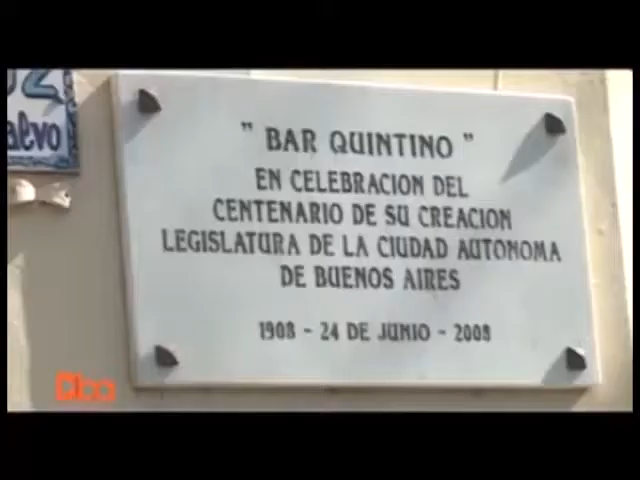 " BAR QUINTINO "
EN CELEBRACION DEL
CENTENARIO DE SU CREACION
LEGISLATURA DE LA CIUDAD AUTONOMA
DE BUENOS AIRES
1908 - 24 DE JUNIO - 2008